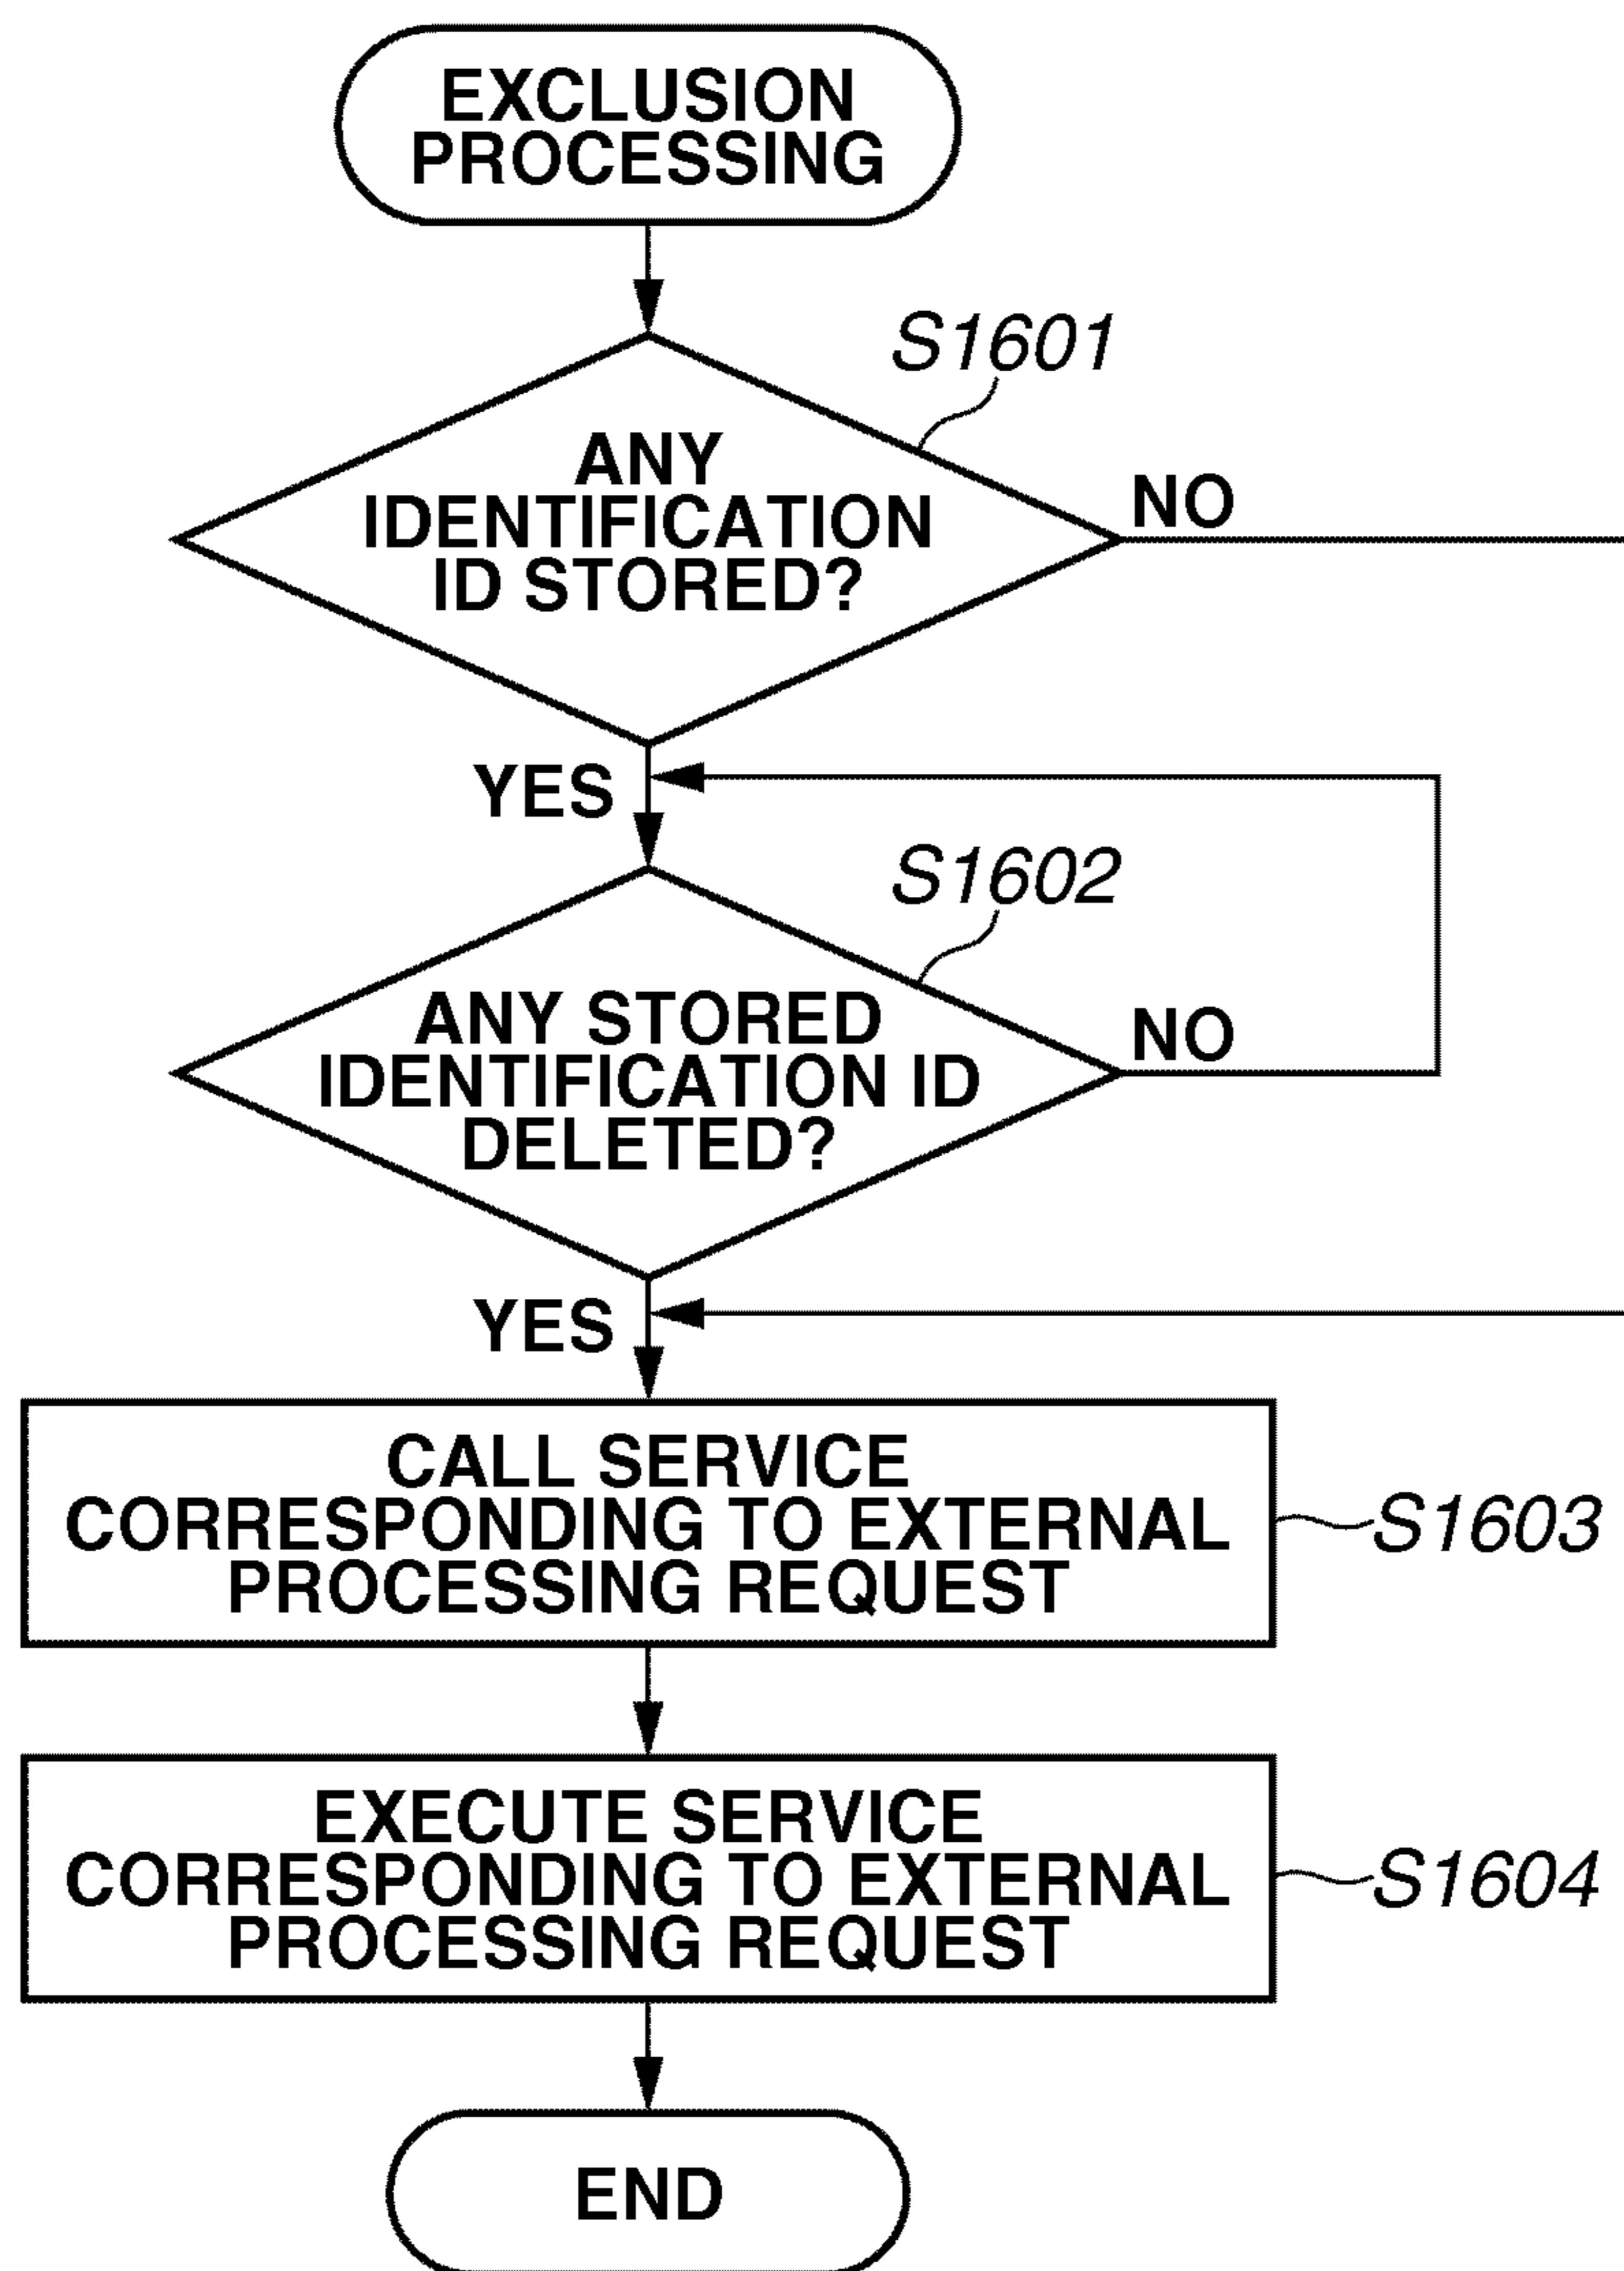 EXCLUSION
PROCESSING
S1601
ANY
IDENTIFICATION
ID STORED?
NO
YES
S1602
ANY STORED
IDENTIFICATION ID
DELETED?
NO
YES
CALL SERVICE
CORRESPONDING TO EXTERNAL
PROCESSING REQUEST
S1603
EXECUTE SERVICE
CORRESPONDING TO EXTERNAL
PROCESSING REQUEST
S1604
END